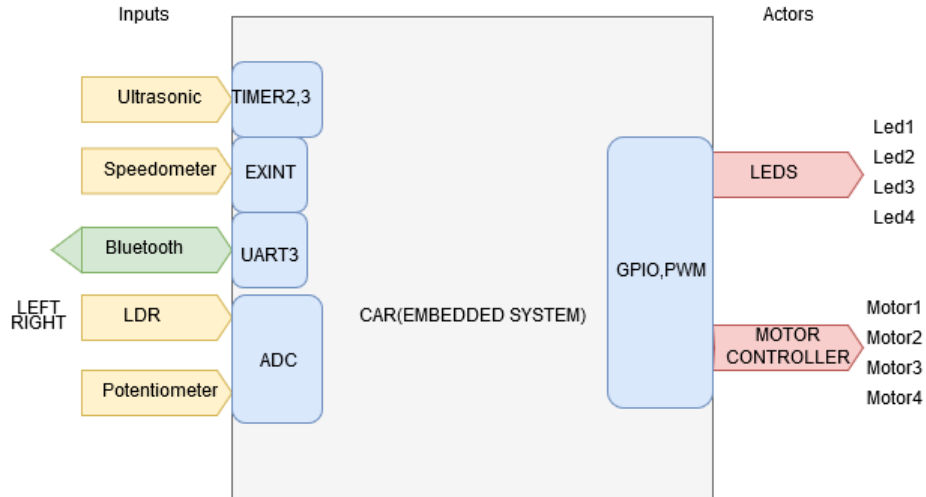 Inputs
Actors
Ultrasonic
TIMER2,3
Led1
Led2
Led3
Led4
LEDS
Speedometer
EXINT
Bluetooth
UART3
GPIO,PWM
LEFT
RIGHT
LDR
CAR(EMBEDDED SYSTEM)
ADC
Potentiometer
MOTOR
CONTROLLER
Motor1
Motor2
Motor3
Motor4